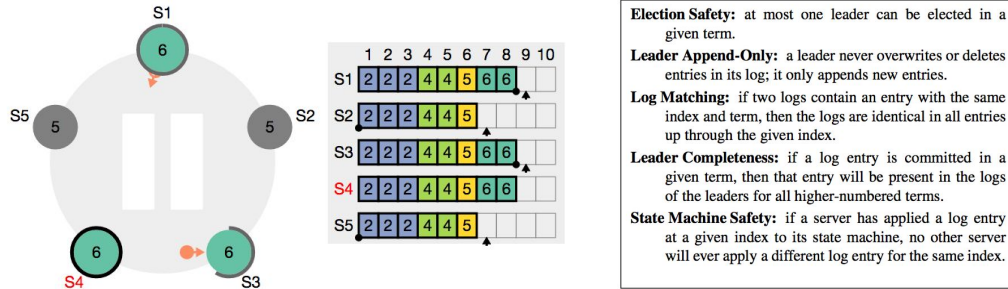 S1
6
S5
5
5
S2
6
S4
6
S3
1 2 3 4 5 6 7 8 9 10
S1 2 2 2 4 4 5 6 6
S2 2 2 2 4 4 5
S3 2 2 2 4 4 5 6 6
S4 2 2 2 4 4 5 6 6
S5 2 2 2 4 4 5
Election Safety: at most one leader can be elected in a
given term.
Leader Append-Only: a leader never overwrites or deletes
entries in its log; it only appends new entries.
Log Matching: if two logs contain an entry with the same
index and term, then the logs are identical in all entries
up through the given index.
Leader Completeness: if a log entry is committed in a
given term, then that entry will be present in the logs
of the leaders for all higher-numbered terms.
State Machine Safety: if a server has applied a log entry
at a given index to its state machine, no other server
will ever apply a different log entry for the same index.